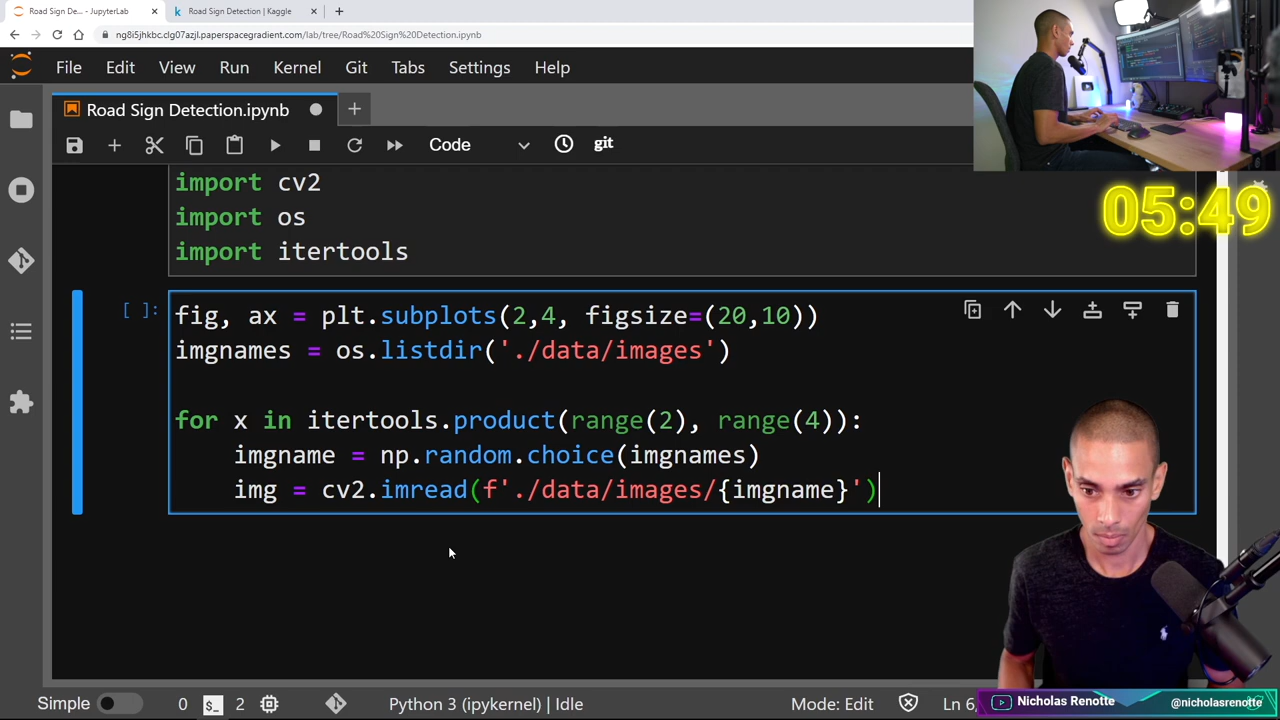 Road Sign De... - JupyterLab
Road Sign Detection | Kaggle
ng8i5jhkbc.clg07azjl.paperspacegradient.com/lab/tree/Road%20Sign%20Detection.ipynb
File Edit View Run Kernel Git Tabs Settings Help
Road Sign Detection.ipynb
Code
git
05:49
import cv2
import os
import itertools
[ ]:
fig, ax = plt.subplots(2,4, figsize=(20,10))
imgnames = os.listdir('./data/images')
for x in itertools.product(range(2), range(4)):
imgname = np.random.choice(imgnames)
img = cv2.imread(f'./data/images/{imgname}')
Simple 0 $_ 2 Python 3 (ipykernel) | Idle Mode: Edit Ln 6,
Nicholas Renotte @nicholasrenotte